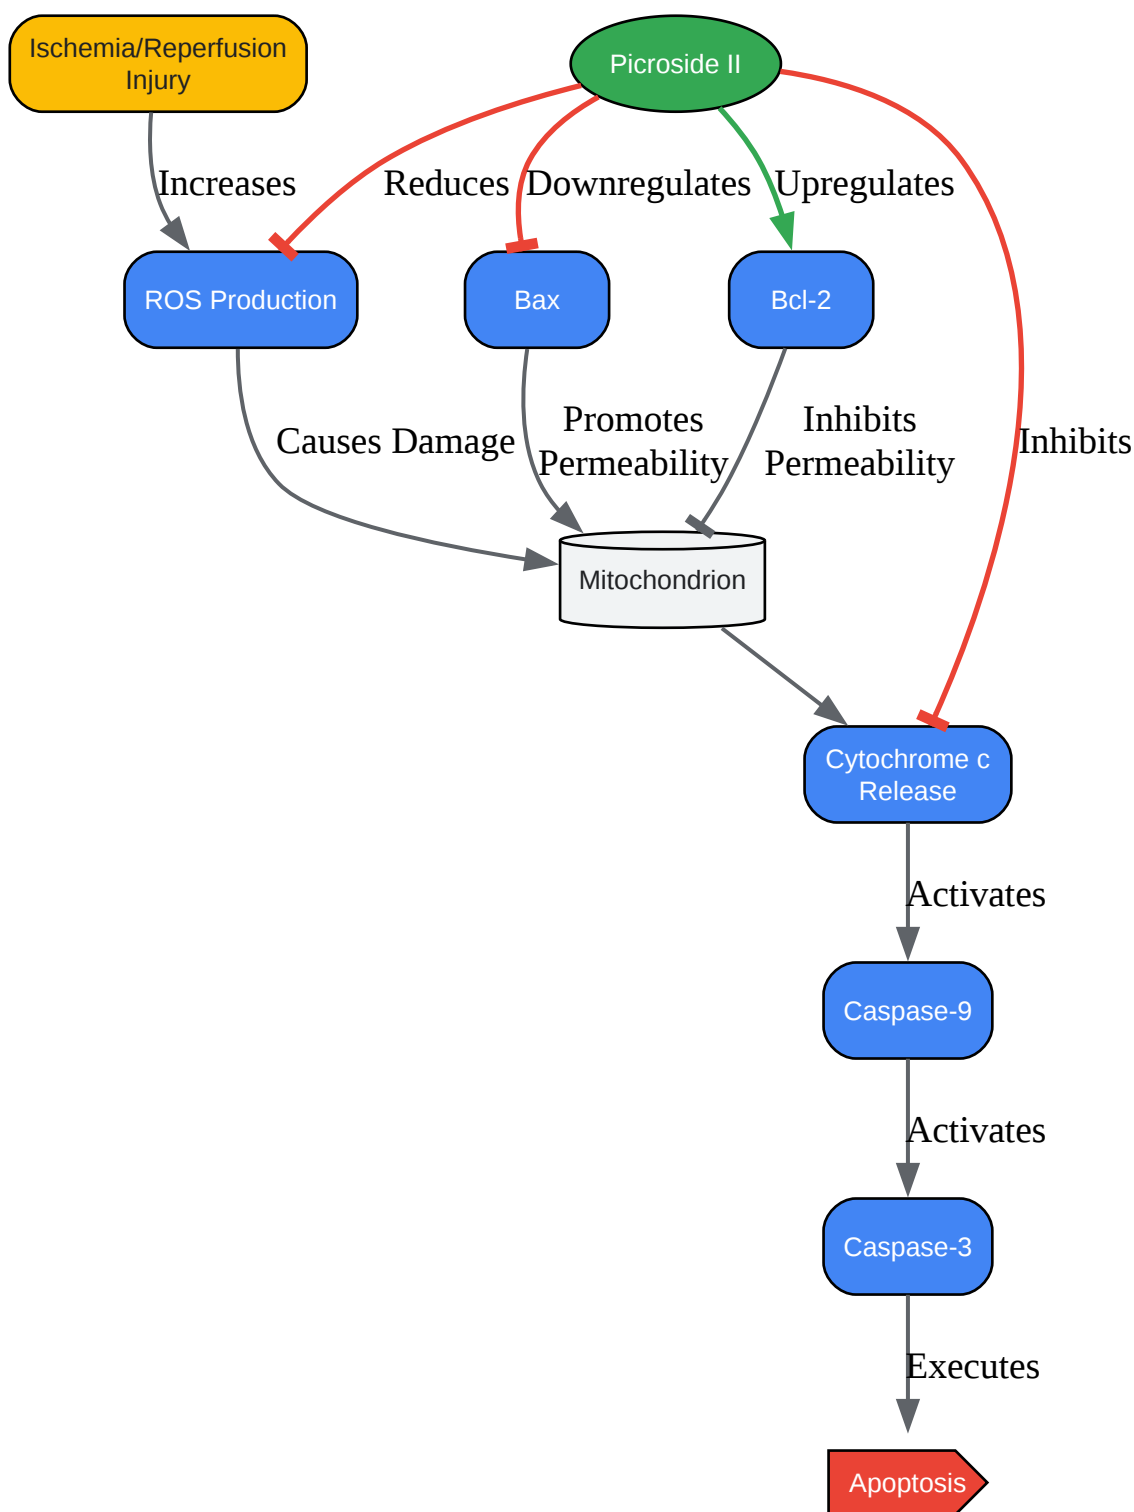 Ischemia/Reperfusion
Injury
Picroside II
Increases
Reduces
Downregulates
Upregulates
ROS Production
Bax
Bcl-2
Causes Damage
Promotes
Permeability
Inhibits
Permeability
Inhibits
Mitochondrion
Cytochrome c
Release
Activates
Caspase-9
Activates
Caspase-3
Executes
Apoptosis